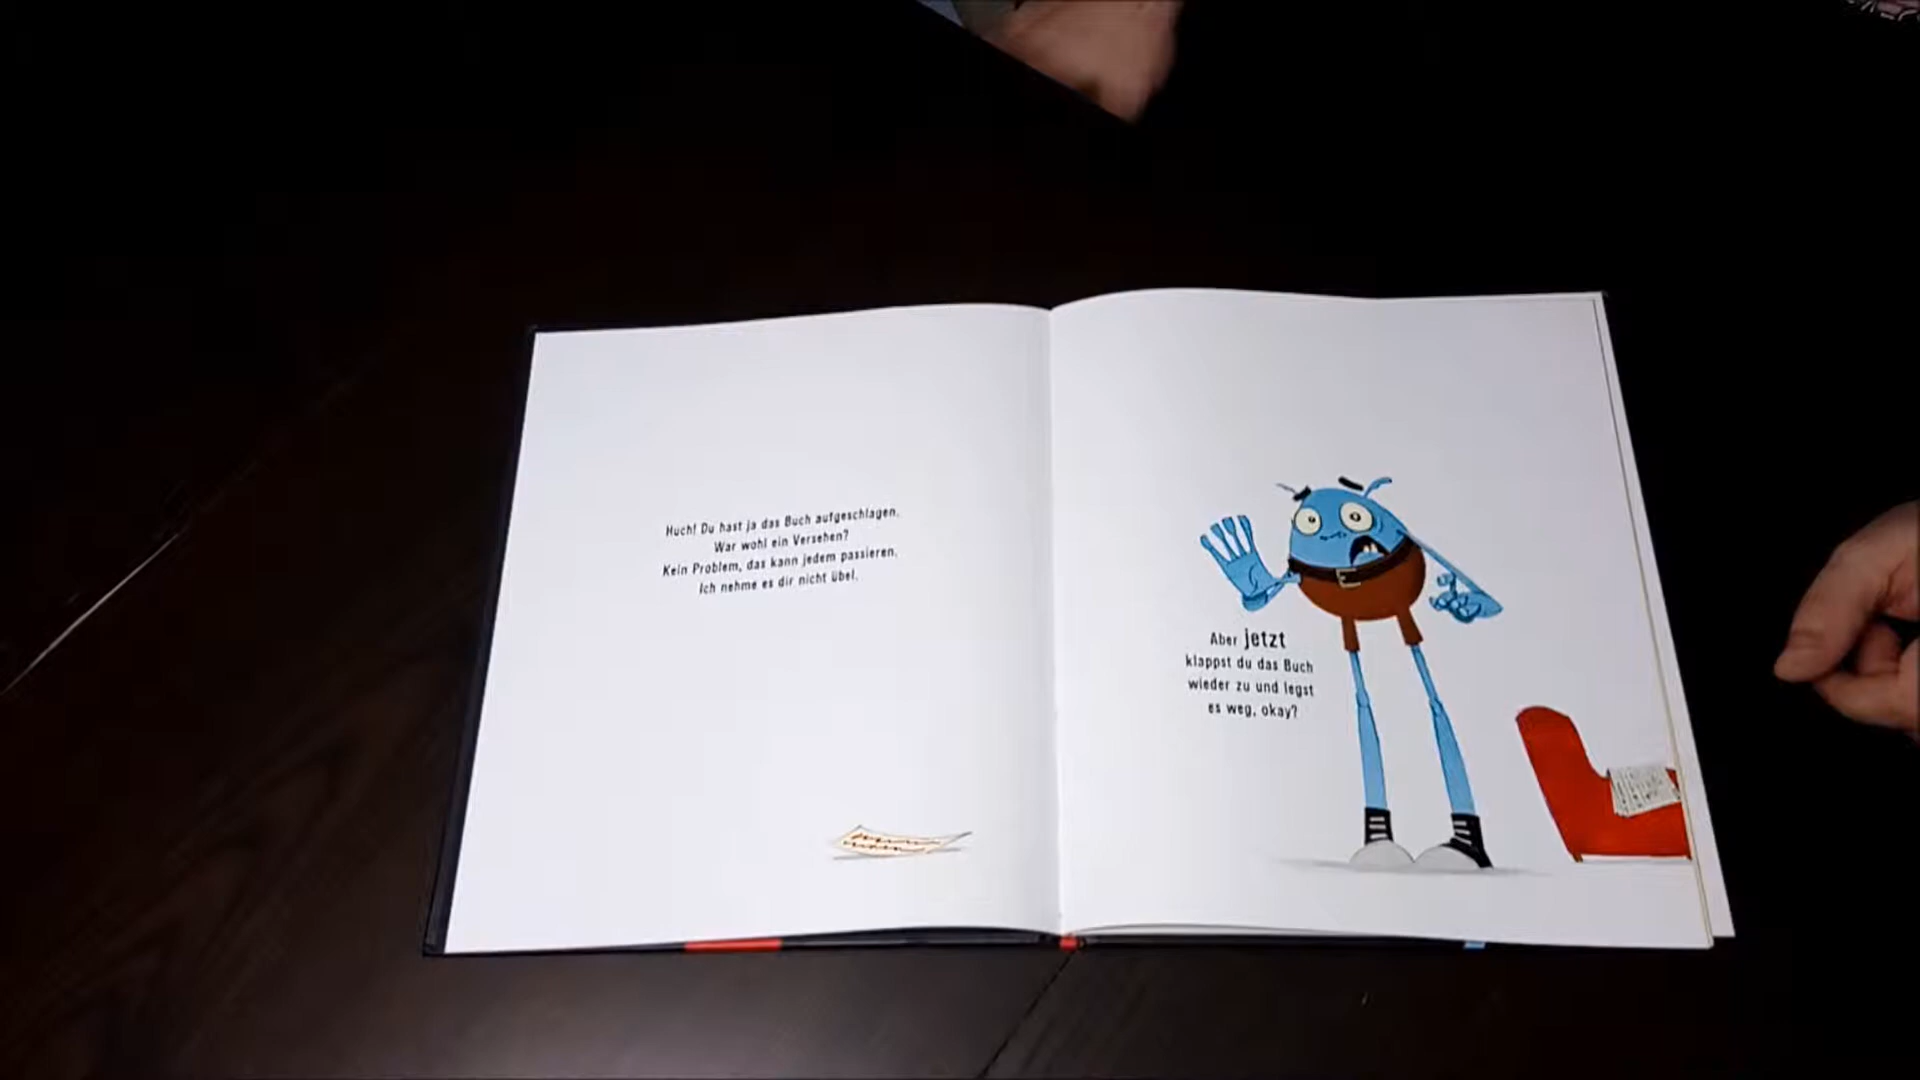 Huch! Du hast ja das Buch aufgeschlagen.
War wohl ein Versehen?
Kein Problem, das kann jedem passieren.
Ich nehme es dir nicht übel.
Aber jetzt
klappst du das Buch
wieder zu und legst
es weg, okay?